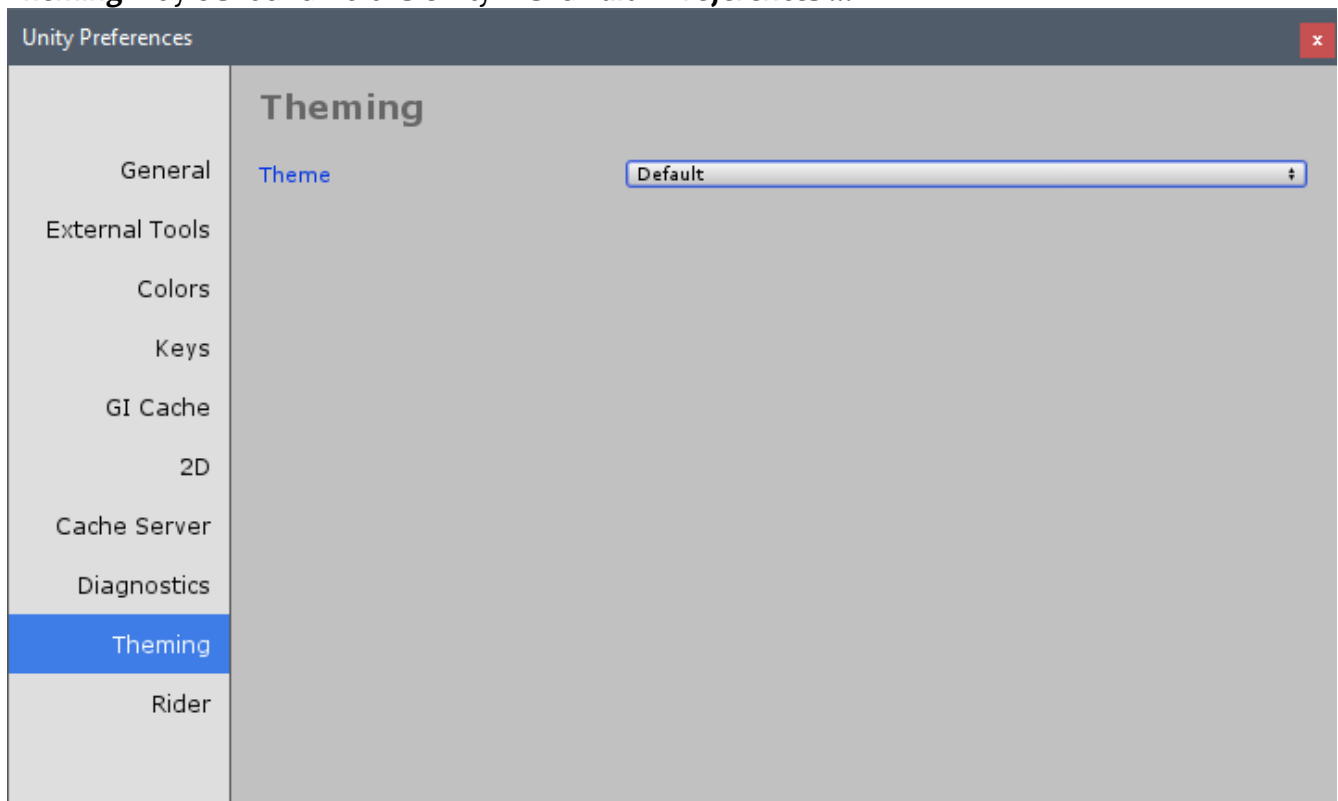 Unity Preferences
x
Theming
General
Theme
Default
External Tools
Colors
Keys
GI Cache
2D
Cache Server
Diagnostics
Theming
Rider